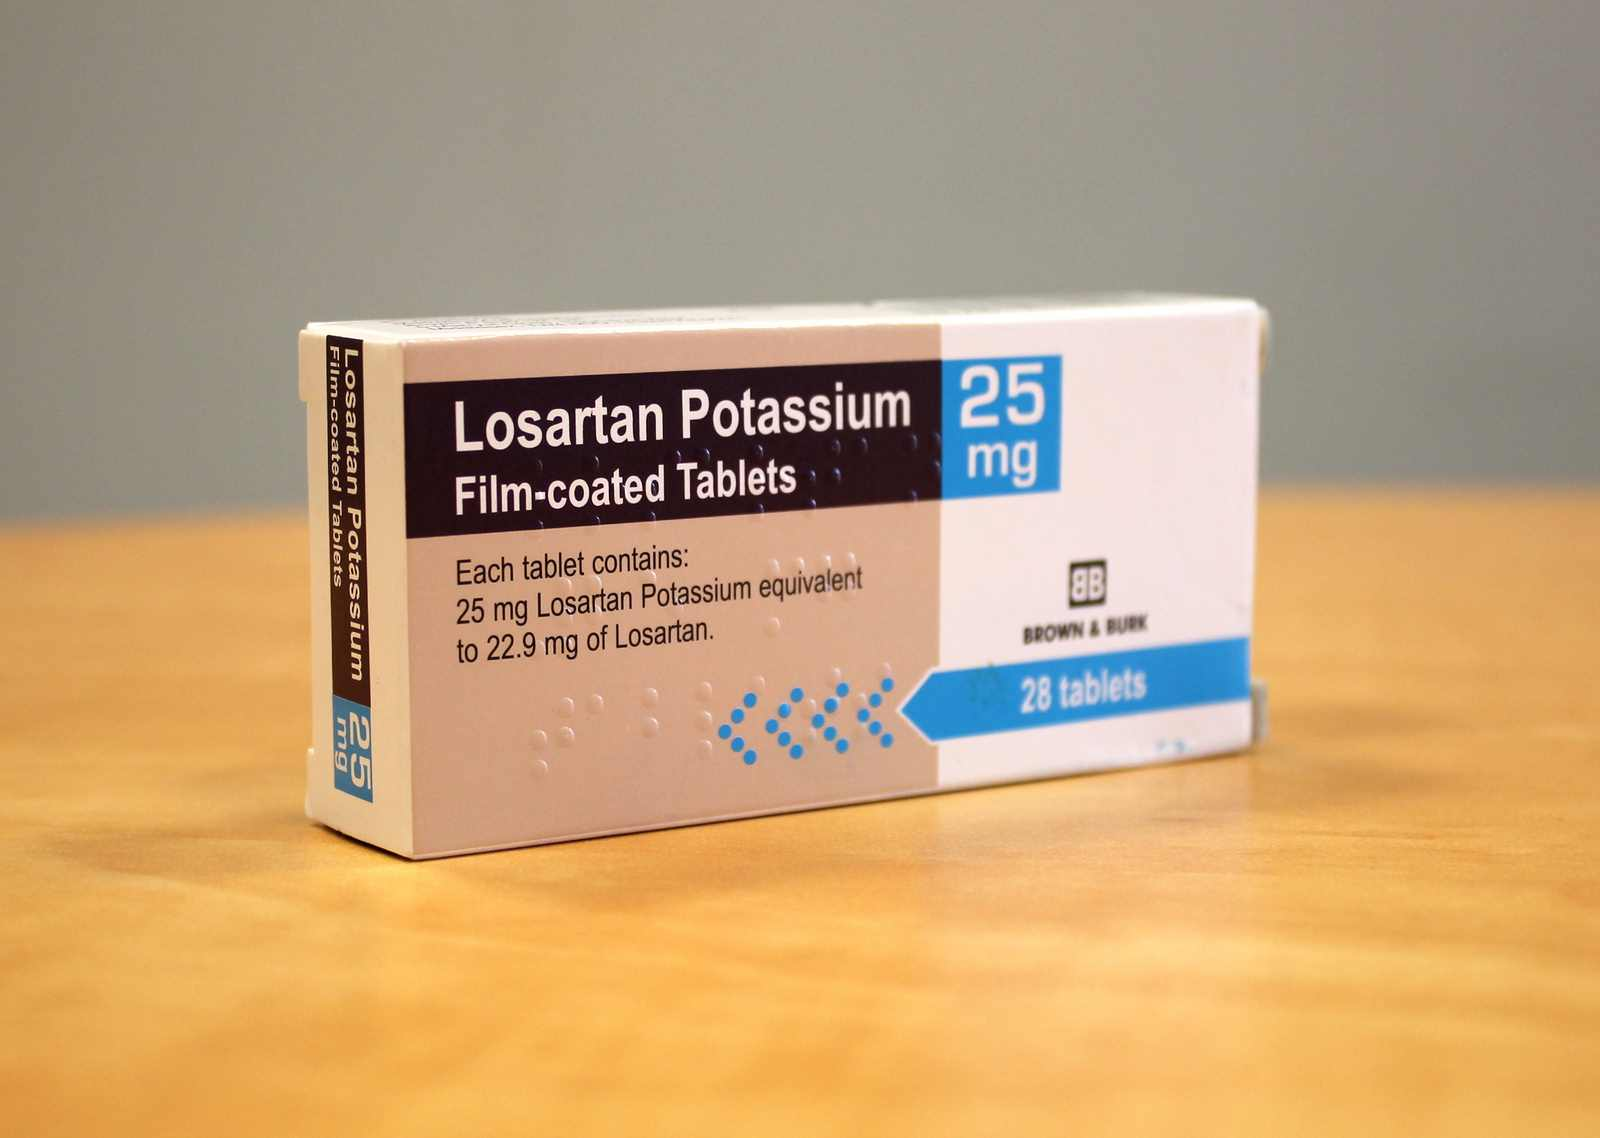 Losartan Potassium
Film-coated Tablets
25
mg
Losartan Potassium
Film-coated Tablets
25
mg
Each tablet contains:
25 mg Losartan Potassium equivalent
to 22.9 mg of Losartan.
BB
BROWN & BURK
28 tablets